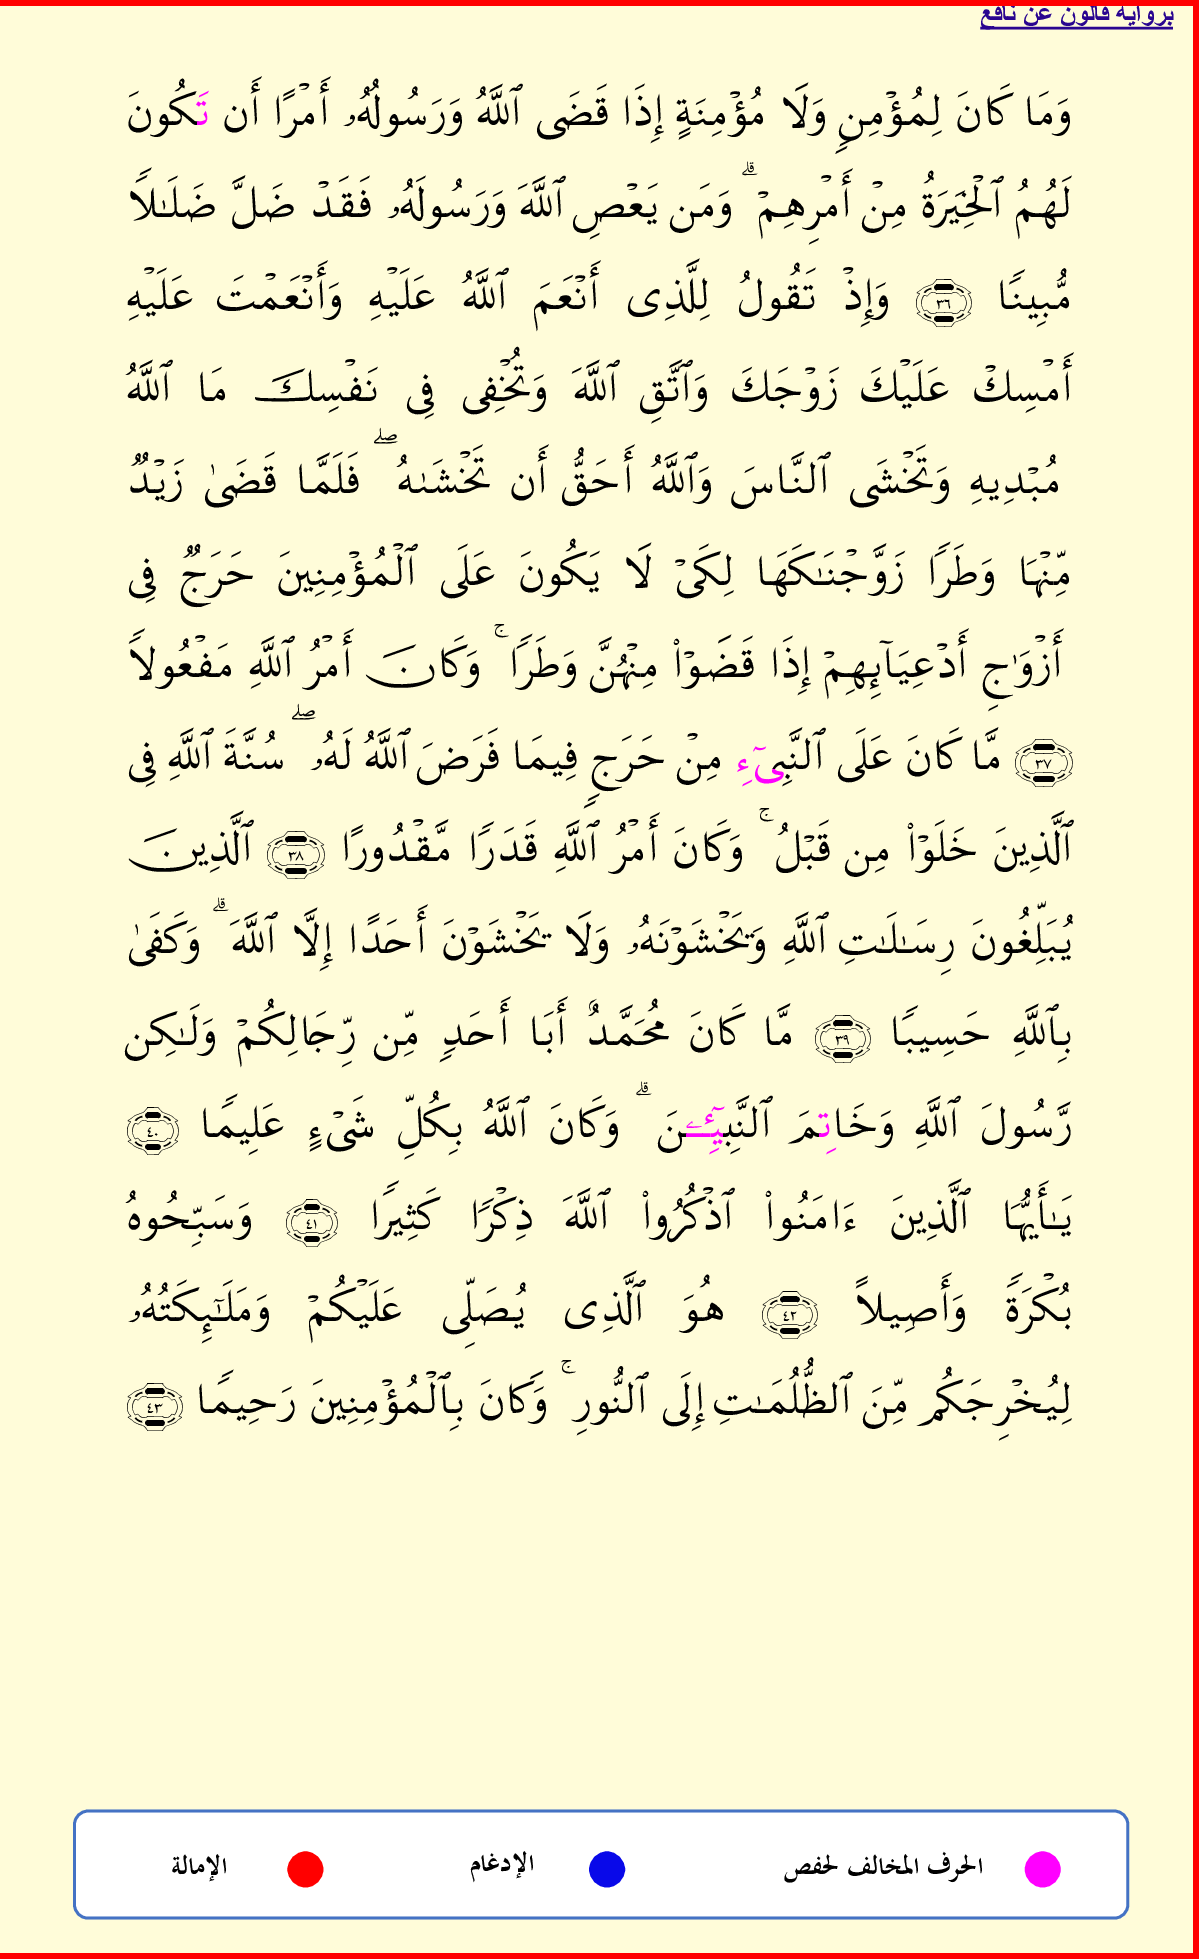 برواية قالون عن نافع
وَمَا كَانَ لِمُؤْمِنٍ وَلَا مُؤْمِنَةٍ إِذَا قَضَى ٱللَّهُ وَرَسُولُهُۥ أَمْرًا أَن تَكُونَ
لَهُمُ ٱلْخِيَرَةُ مِنْ أَمْرِهِمْ ۗ وَمَن يَعْصِ ٱللَّهَ وَرَسُولَهُۥ فَقَدْ ضَلَّ ضَلَٰلًا
مُّبِينًا ٣٦ وَإِذْ تَقُولُ لِلَّذِى أَنْعَمَ ٱللَّهُ عَلَيْهِ وَأَنْعَمْتَ عَلَيْهِ
أَمْسِكْ عَلَيْكَ زَوْجَكَ وَٱتَّقِ ٱللَّهَ وَتُخْفِى فِى نَفْسِكَ مَا ٱللَّهُ
مُبْدِيهِ وَتَخْشَى ٱلنَّاسَ وَٱللَّهُ أَحَقُّ أَن تَخْشَىٰهُ ۖ فَلَمَّا قَضَىٰ زَيْدٌ
مِّنْهَا وَطَرًا زَوَّجْنَٰكَهَا لِكَىْ لَا يَكُونَ عَلَى ٱلْمُؤْمِنِينَ حَرَجٌ فِى
أَزْوَٰجِ أَدْعِيَآئِهِمْ إِذَا قَضَوْا۟ مِنْهُنَّ وَطَرًا ۚ وَكَانَ أَمْرُ ٱللَّهِ مَفْعُولًا
٣٧ مَّا كَانَ عَلَى ٱلنَّبِىٓءِ مِنْ حَرَجٍ فِيمَا فَرَضَ ٱللَّهُ لَهُۥ ۖ سُنَّةَ ٱللَّهِ فِى
ٱلَّذِينَ خَلَوْا۟ مِن قَبْلُ ۚ وَكَانَ أَمْرُ ٱللَّهِ قَدَرًا مَّقْدُورًا ٣٨ ٱلَّذِينَ
يُبَلِّغُونَ رِسَٰلَٰتِ ٱللَّهِ وَيَخْشَوْنَهُۥ وَلَا يَخْشَوْنَ أَحَدًا إِلَّا ٱللَّهَ ۗ وَكَفَىٰ
بِٱللَّهِ حَسِيبًا ٣٩ مَّا كَانَ مُحَمَّدٌ أَبَا أَحَدٍ مِّن رِّجَالِكُمْ وَلَٰكِن
رَّسُولَ ٱللَّهِ وَخَاتِمَ ٱلنَّبِيٓـِٔۦنَ ۗ وَكَانَ ٱللَّهُ بِكُلِّ شَىْءٍ عَلِيمًا ٤٠
يَٰأَيُّهَا ٱلَّذِينَ ءَامَنُوا۟ ٱذْكُرُوا۟ ٱللَّهَ ذِكْرًا كَثِيرًا ٤١ وَسَبِّحُوهُ
بُكْرَةً وَأَصِيلًا ٤٢ هُوَ ٱلَّذِى يُصَلِّى عَلَيْكُمْ وَمَلَٰٓئِكَتُهُۥ
لِيُخْرِجَكُم مِّنَ ٱلظُّلُمَٰتِ إِلَى ٱلنُّورِ ۚ وَكَانَ بِٱلْمُؤْمِنِينَ رَحِيمًا ٤٣
الحرف المخالف لحفص الإدغام الإمالة